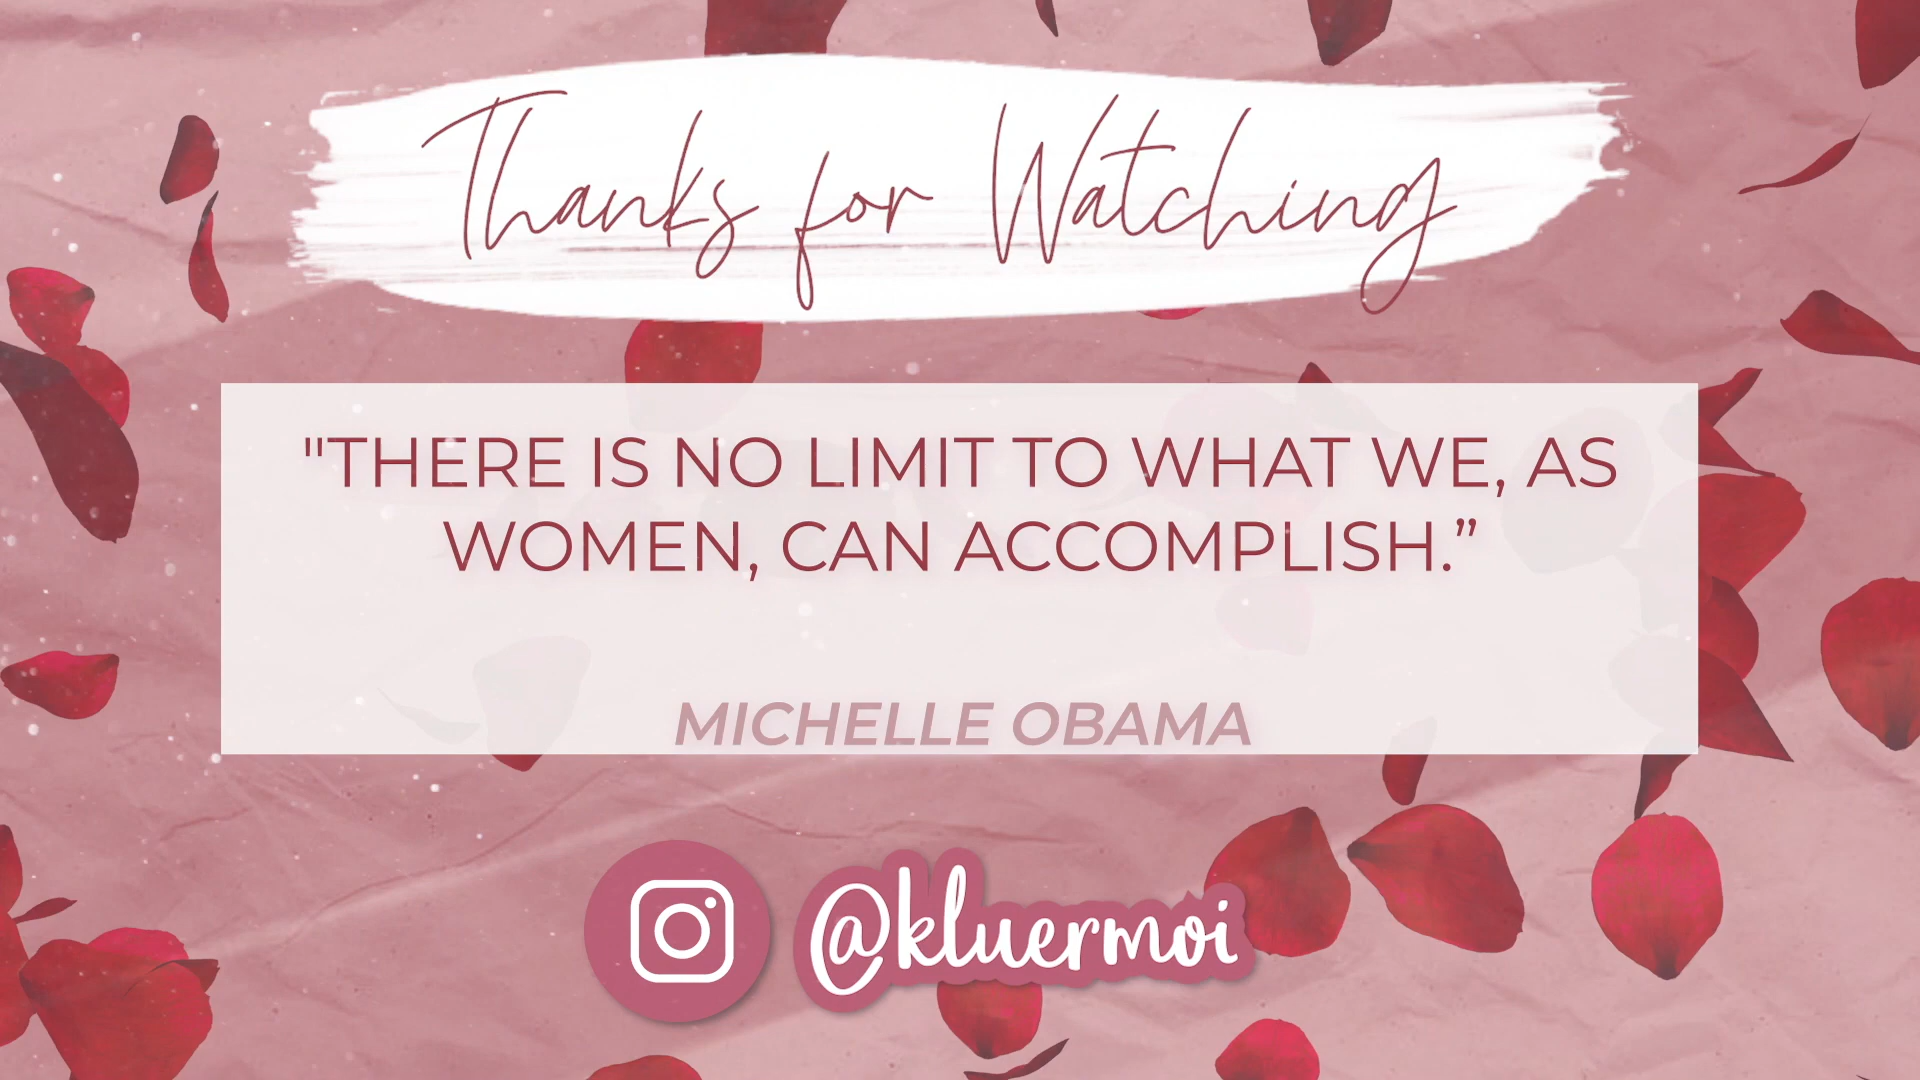 Thanks for Watching
"THERE IS NO LIMIT TO WHAT WE, AS
WOMEN, CAN ACCOMPLISH.”
MICHELLE OBAMA
@kluermoi